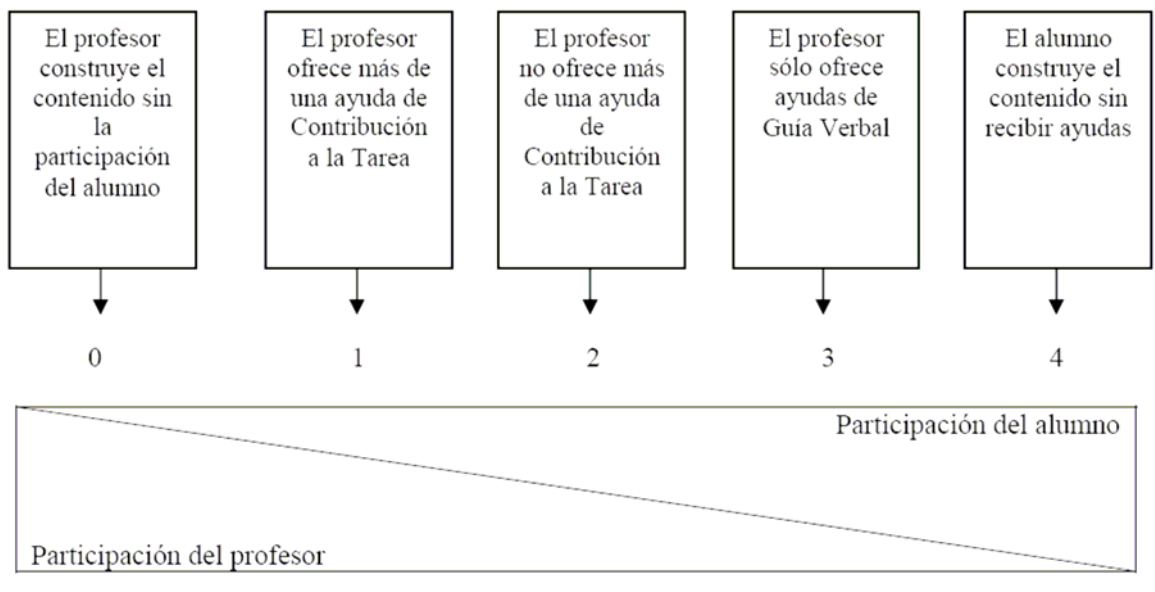 El profesor
construye el
contenido sin
la
participación
del alumno
El profesor
ofrece más de
una ayuda de
Contribución
a la Tarea
El profesor
no ofrece más
de una ayuda
de
Contribución
a la Tarea
El profesor
sólo ofrece
ayudas de
Guía Verbal
El alumno
construye el
contenido sin
recibir ayudas
0
1
2
3
4
Participación del alumno
Participación del profesor